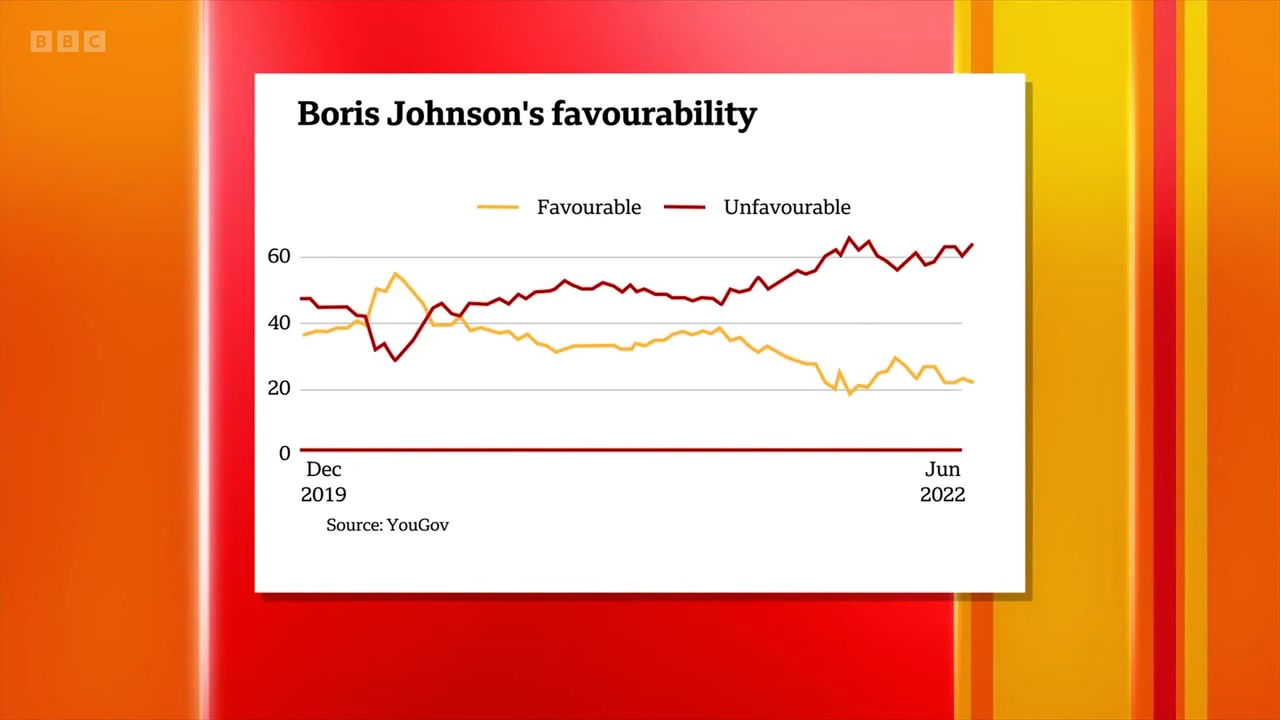 BBC
Boris Johnson's favourability
Favourable Unfavourable
60
40
20
0
Dec Jun
2019 2022
Source: YouGov